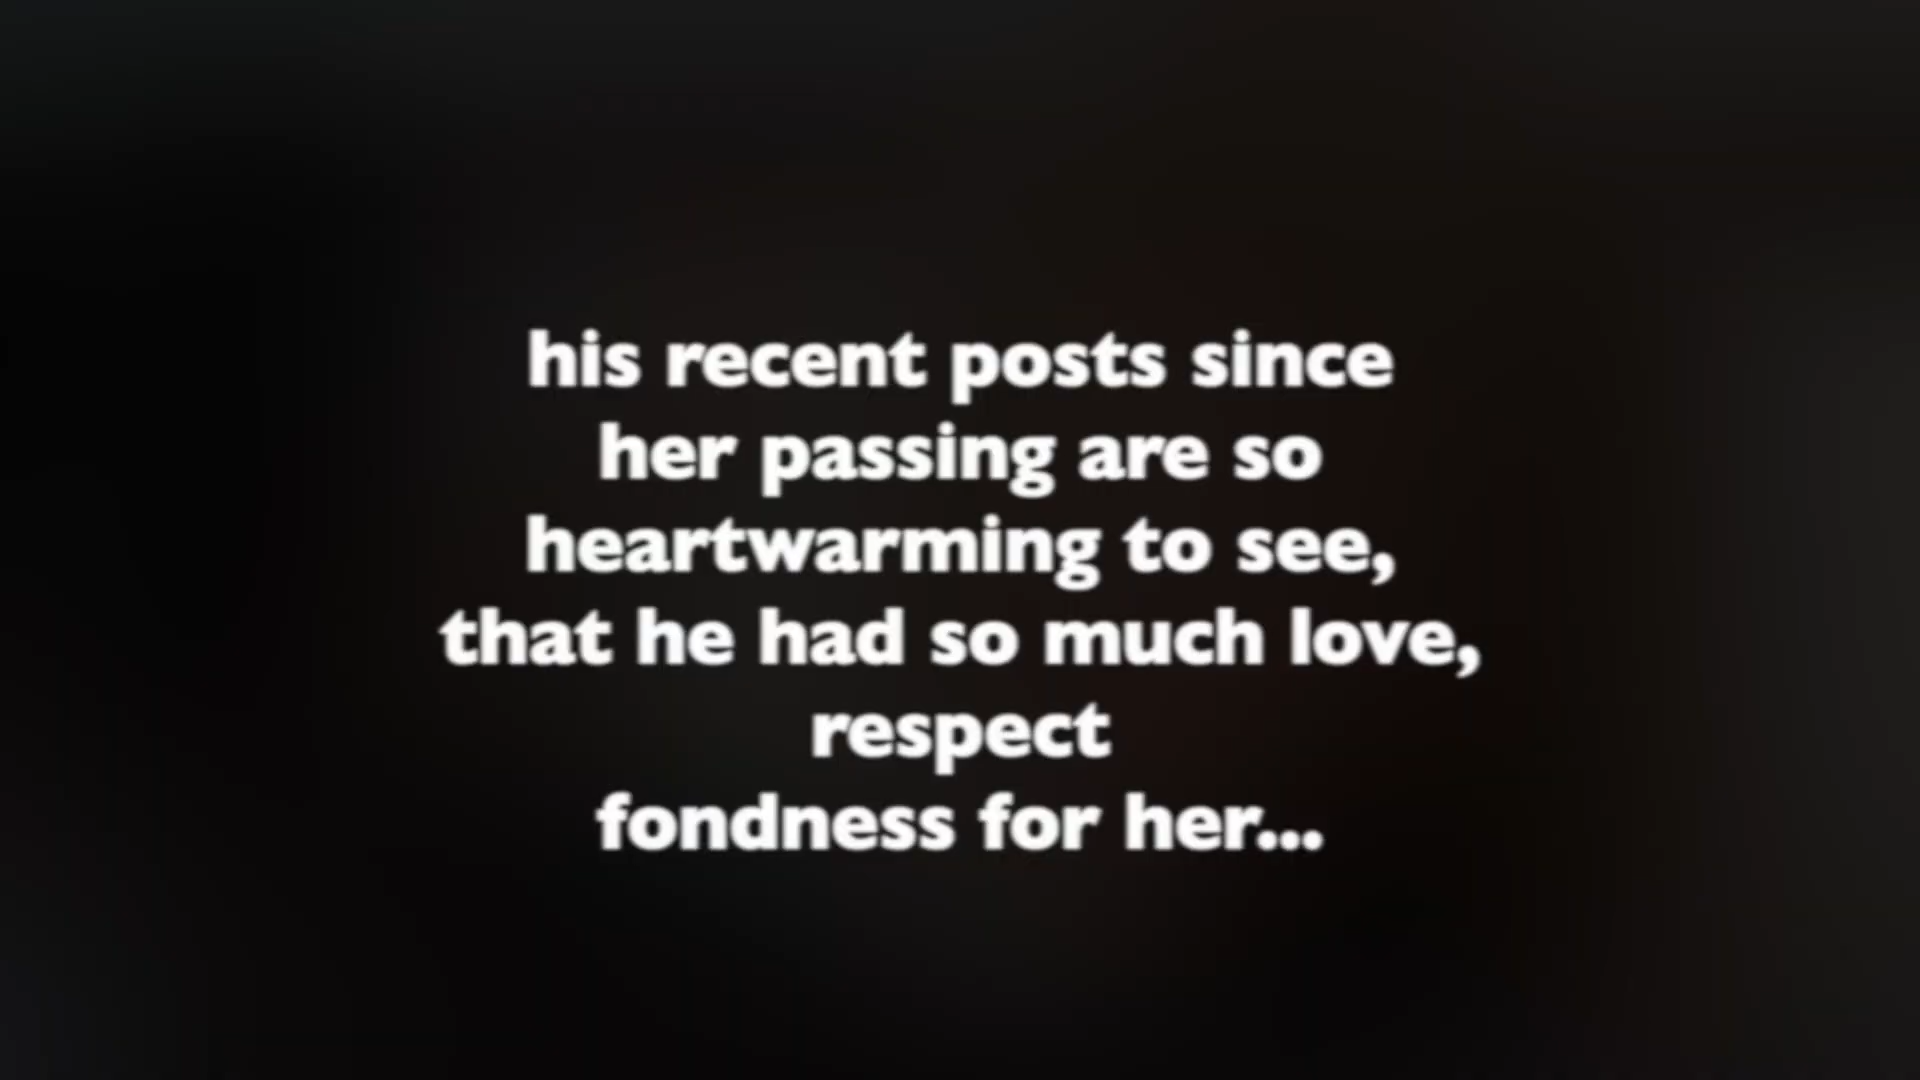 his recent posts since
her passing are so
heartwarming to see,
that he had so much love,
respect
fondness for her...